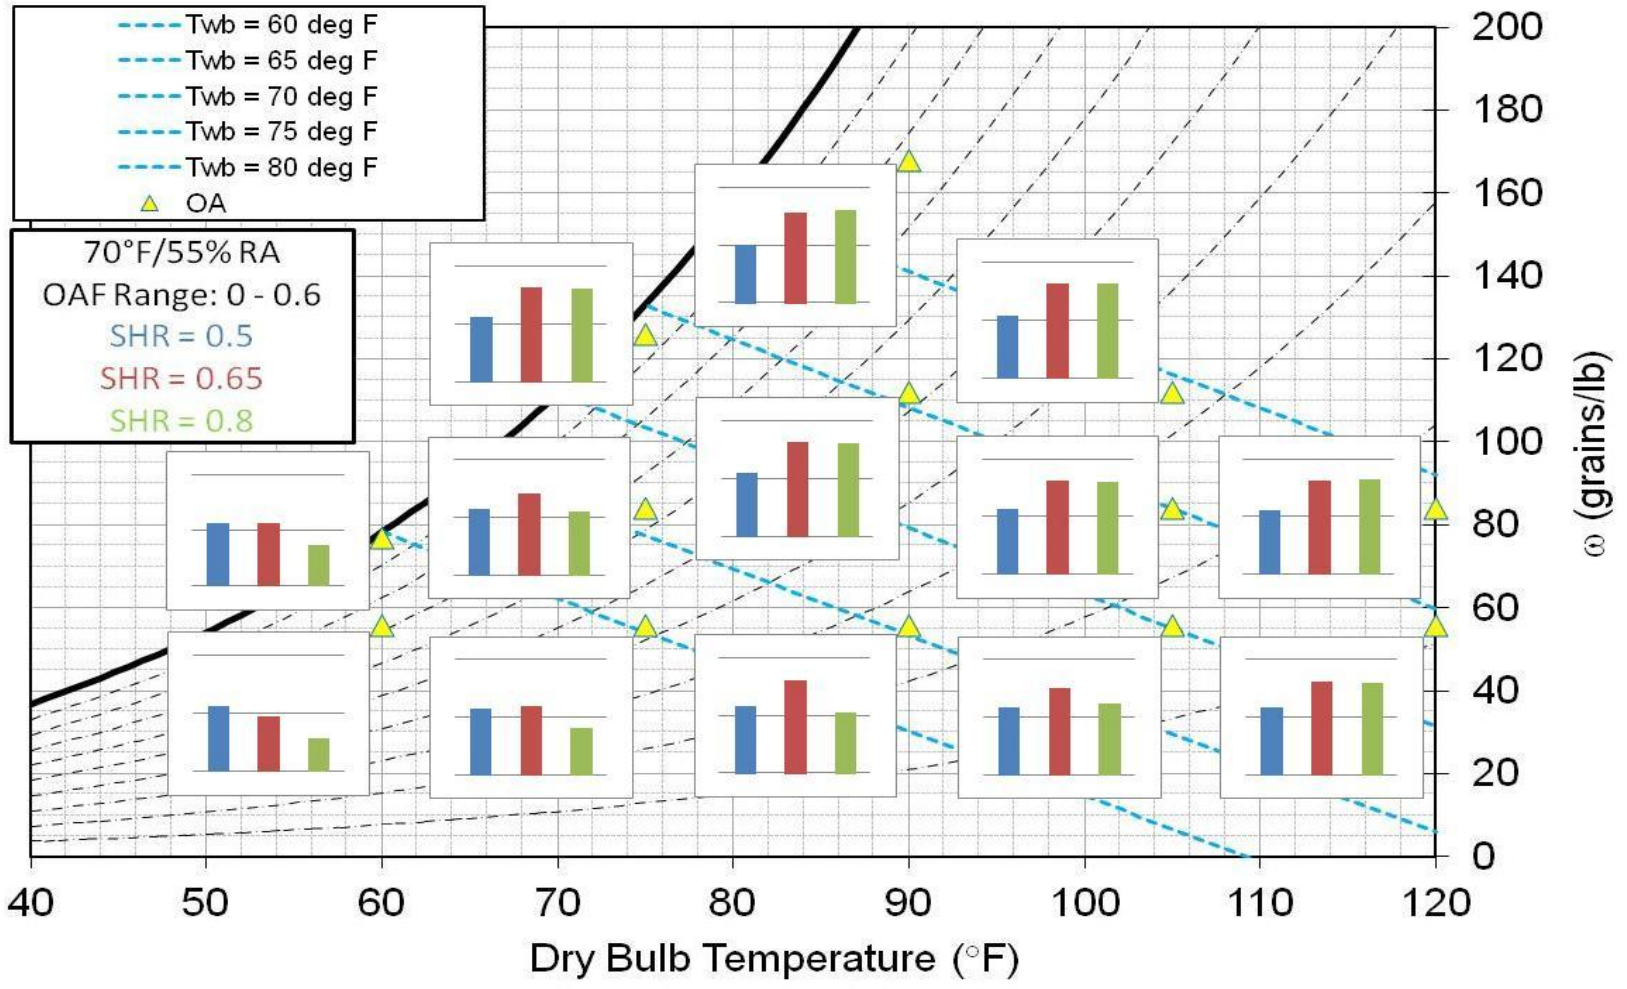 Twb = 60 deg F
Twb = 65 deg F
Twb = 70 deg F
Twb = 75 deg F
Twb = 80 deg F
OA
70°F/55% RA
OAF Range: 0 - 0.6
SHR = 0.5
SHR = 0.65
SHR = 0.8
200
180
160
140
120
100
80
60
40
20
0
ω (grains/lb)
40 50 60 70 80 90 100 110 120
Dry Bulb Temperature (°F)